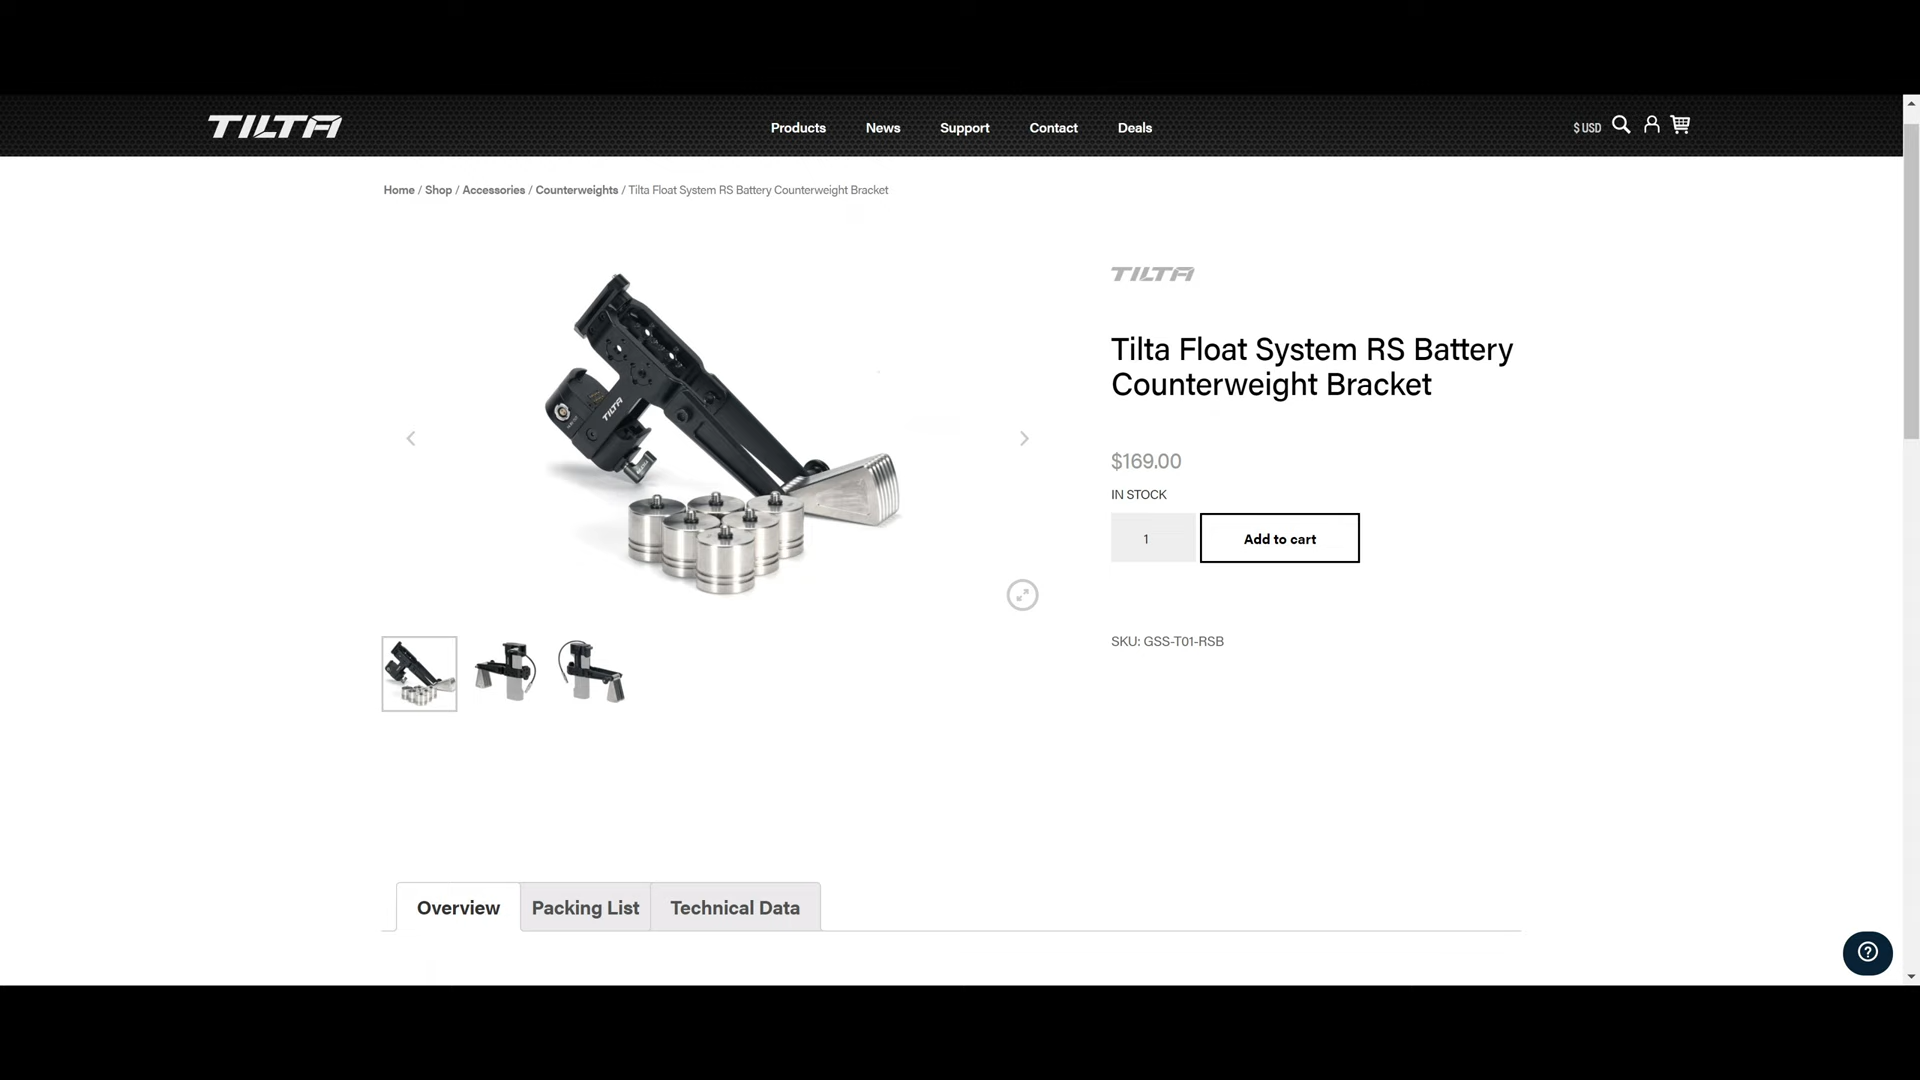 TILTA
Products
News
Support
Contact
Deals
$ USD
Home / Shop / Accessories / Counterweights / Tilta Float System RS Battery Counterweight Bracket
TILTA
TILTA
Tilta Float System RS Battery
Counterweight Bracket
$169.00
IN STOCK
1
Add to cart
SKU: GSS-T01-RSB
Overview
Packing List
Technical Data